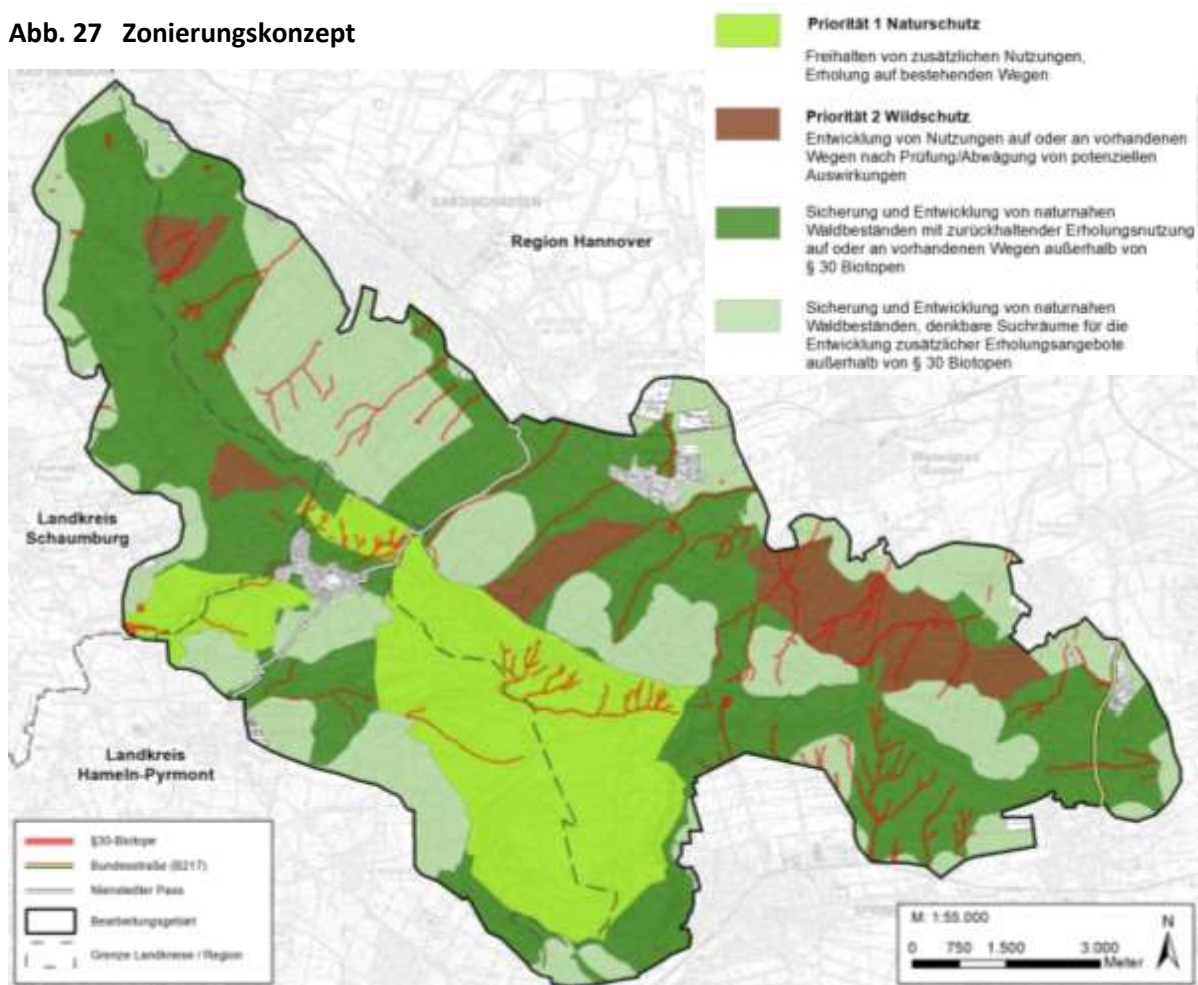 Abb. 27 Zonierungskonzept
Priorität 1 Naturschutz
Freihalten von zusätzlichen Nutzungen,
Erholung auf bestehenden Wegen
Priorität 2 Wildschutz
Entwicklung von Nutzungen auf oder an vorhandenen
Wegen nach Prüfung/Abwägung von potenziellen
Auswirkungen
Sicherung und Entwicklung von naturnahen
Waldbeständen mit zurückhaltender Erholungsnutzung
auf oder an vorhandenen Wegen außerhalb von
§ 30 Biotopen
Sicherung und Entwicklung von naturnahen
Waldbeständen, denkbare Suchräume für die
Entwicklung zusätzlicher Erholungsangebote
außerhalb von § 30 Biotopen
Region Hannover
Landkreis
Schaumburg
Landkreis
Hameln-Pyrmont
§30-Biotope
Bundesstraße (B217)
Nienstedter Pass
Bearbeitungsgebiet
Grenze Landkreise / Region
M: 1:55.000
N
0 750 1.500 3.000
Meter